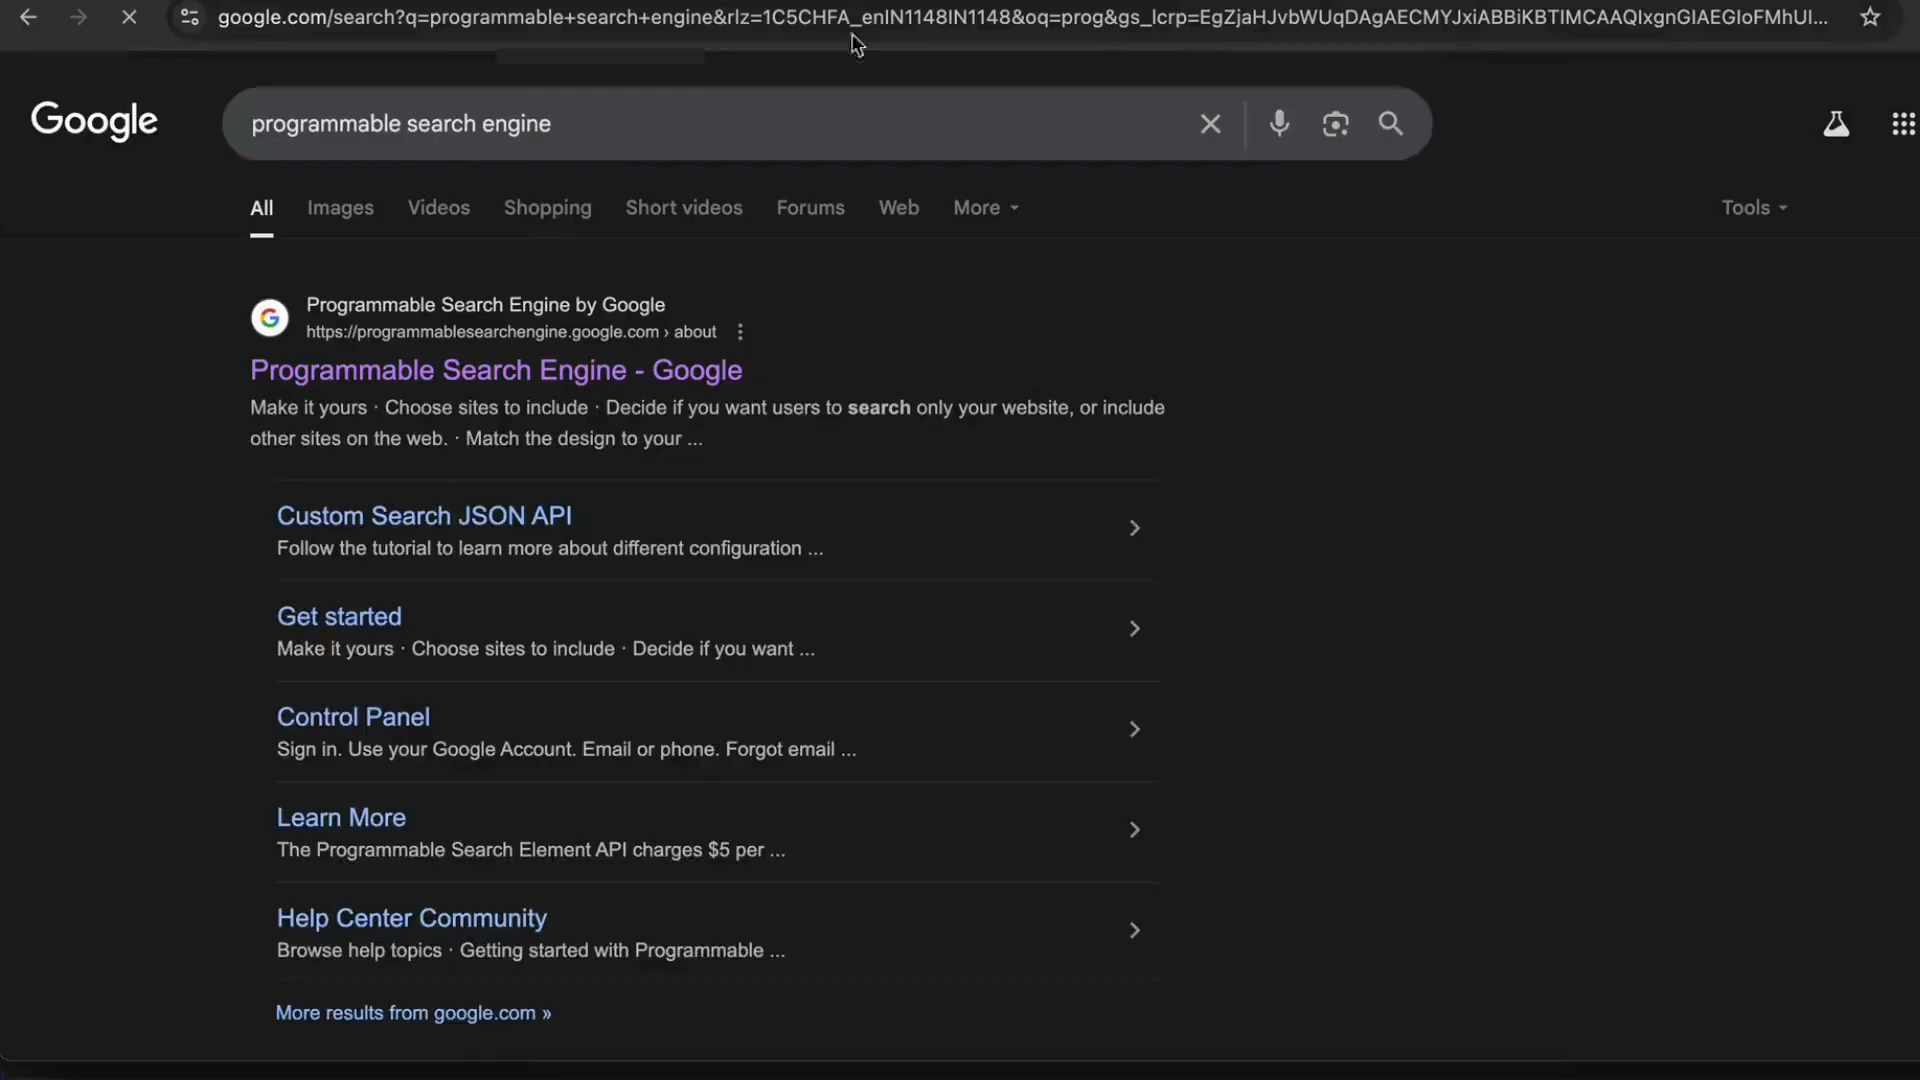 google.com/search?q=programmable+search+engine&rlz=1C5CHFA_enIN1148IN1148&oq=prog&gs_lcrp=EgZjaHJvbWUqDAgAECMYJxiABBiKBTIMCAAQIxgnGIAEGIoFMhUI...
Google
programmable search engine
All Images Videos Shopping Short videos Forums Web More Tools
Programmable Search Engine by Google
https://programmablesearchengine.google.com › about
Programmable Search Engine - Google
Make it yours · Choose sites to include · Decide if you want users to search only your website, or include
other sites on the web. · Match the design to your ...
Custom Search JSON API
Follow the tutorial to learn more about different configuration ...
Get started
Make it yours · Choose sites to include · Decide if you want ...
Control Panel
Sign in. Use your Google Account. Email or phone. Forgot email ...
Learn More
The Programmable Search Element API charges $5 per ...
Help Center Community
Browse help topics · Getting started with Programmable ...
More results from google.com »